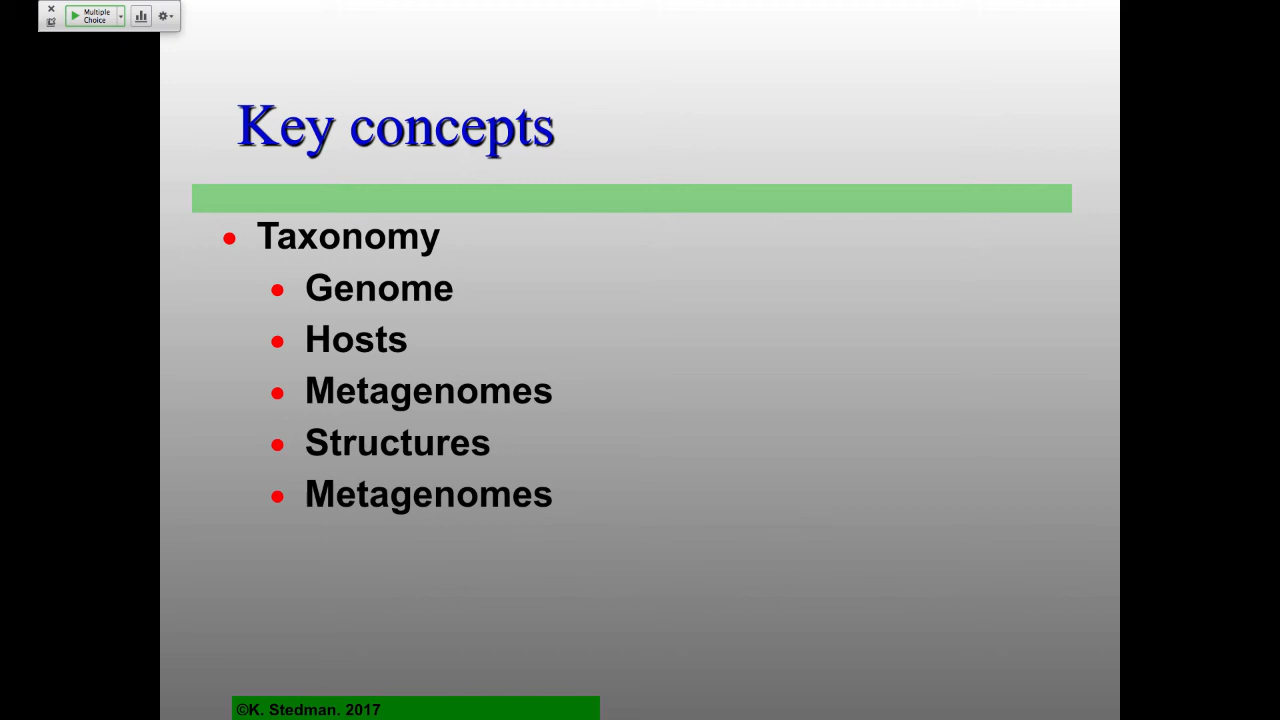 Multiple
Choice
Key concepts
Taxonomy
Genome
Hosts
Metagenomes
Structures
Metagenomes
©K. Stedman. 2017